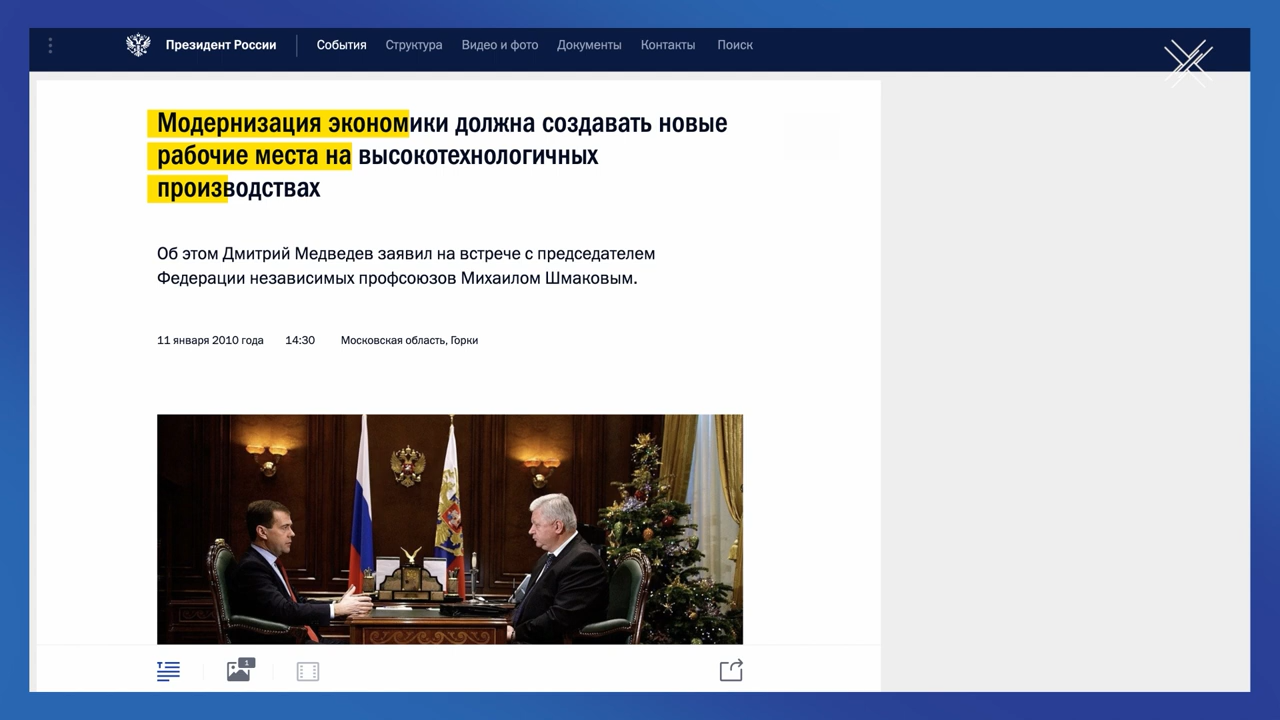 Президент России
События
Структура
Видео и фото
Документы
Контакты
Поиск
Модернизация экономики должна создавать новые
рабочие места на высокотехнологичных
производствах
Об этом Дмитрий Медведев заявил на встрече с председателем
Федерации независимых профсоюзов Михаилом Шмаковым.
11 января 2010 года 14:30 Московская область, Горки
1